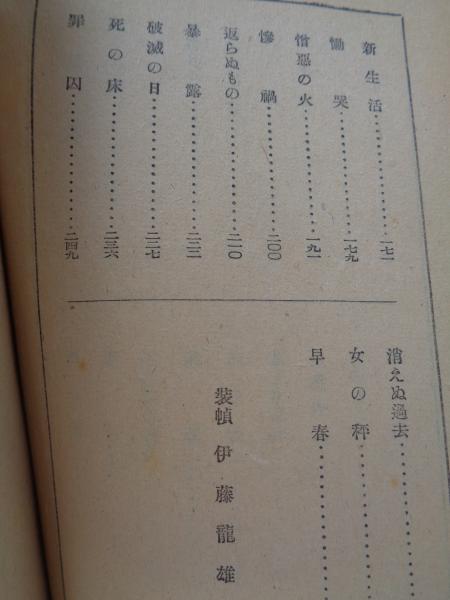 新生活……………………一七一
慟哭……………………一七九
憎惡の火……………………一九一
慘禍……………………二〇〇
返らぬもの……………………二一〇
暴露……………………二二二
破滅の日……………………二二七
死の床……………………二三六
罪囚……………………二四九
消えぬ過去……………………
女の秤……………………
早春……………………
裝幀 伊藤龍雄